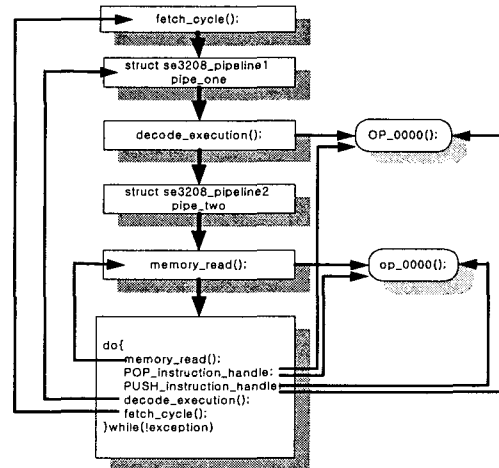 fetch_cycle();
struct se3208_pipeline1
pipe_one
decode_execution();
OP_0000();
struct se3208_pipeline2
pipe_two
memory_read();
op_0000();
do{
memory_read();
POP_instruction_handle;
PUSH_instruction_handle
decode_execution();
fetch_cycle();
}while(!exception)